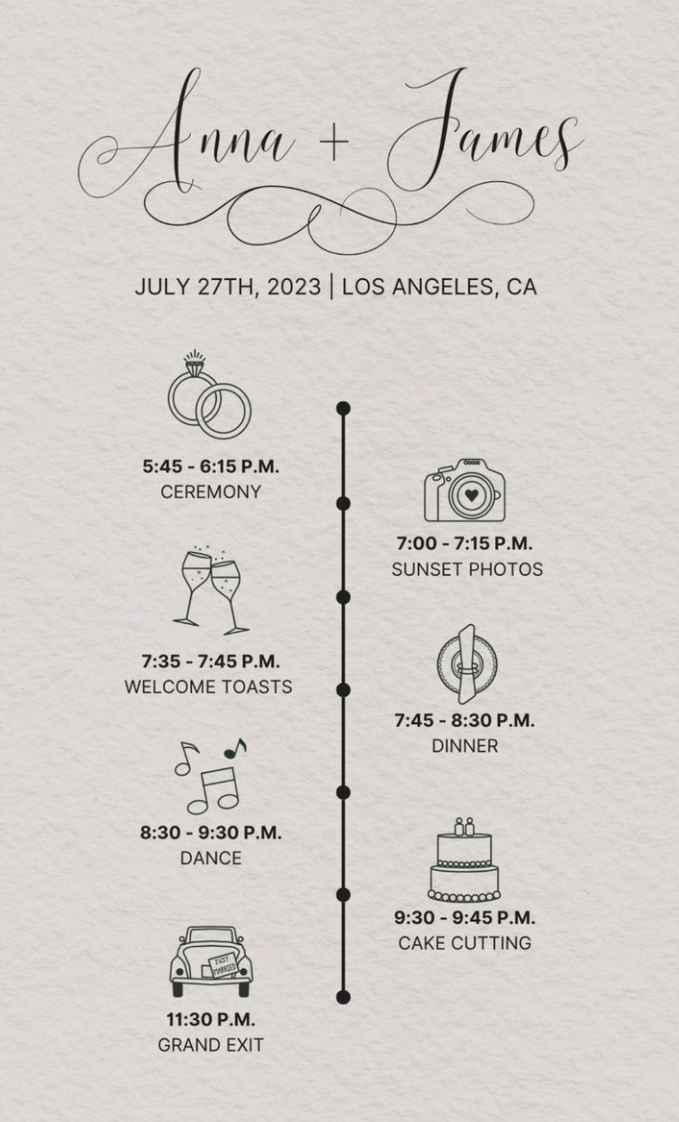 Anna + James
JULY 27TH, 2023 | LOS ANGELES, CA
5:45 - 6:15 P.M.
CEREMONY
7:00 - 7:15 P.M.
SUNSET PHOTOS
7:35 - 7:45 P.M.
WELCOME TOASTS
7:45 - 8:30 P.M.
DINNER
8:30 - 9:30 P.M.
DANCE
9:30 - 9:45 P.M.
CAKE CUTTING
JUST
MARRIED
11:30 P.M.
GRAND EXIT